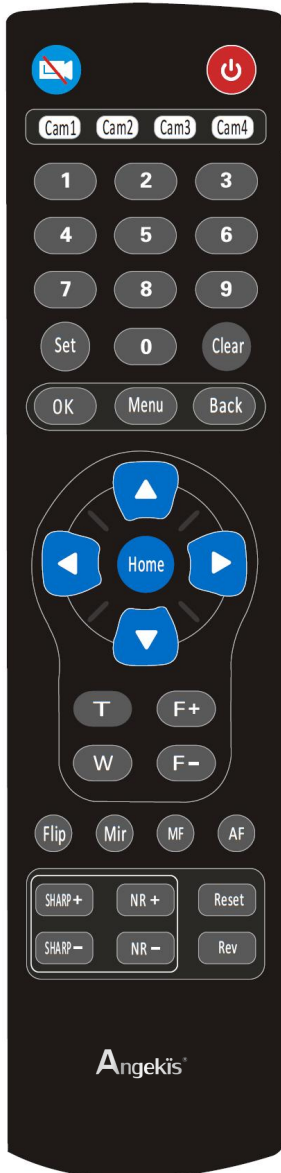 Cam1 Cam2 Cam3 Cam4
1 2 3
4 5 6
7 8 9
Set 0 Clear
OK Menu Back
Home
T F+
W F-
Flip Mir MF AF
SHARP+ NR+ Reset
SHARP- NR- Rev
Angekïs